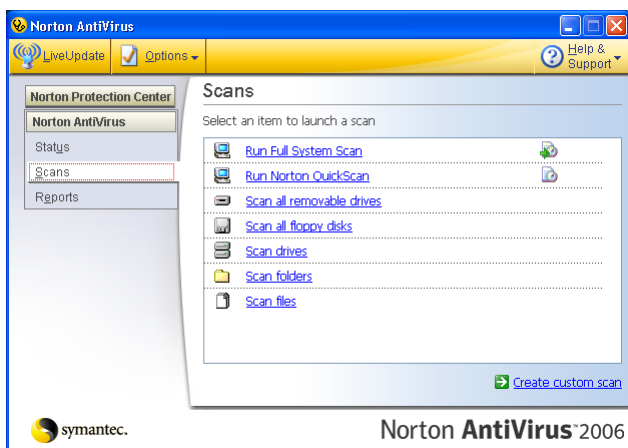 Norton AntiVirus
LiveUpdate
Options
Help &
Support
Norton Protection Center
Norton AntiVirus
Status
Scans
Reports
Scans
Select an item to launch a scan
Run Full System Scan
Run Norton QuickScan
Scan all removable drives
Scan all floppy disks
Scan drives
Scan folders
Scan files
Create custom scan
symantec.
Norton AntiVirus™ 2006